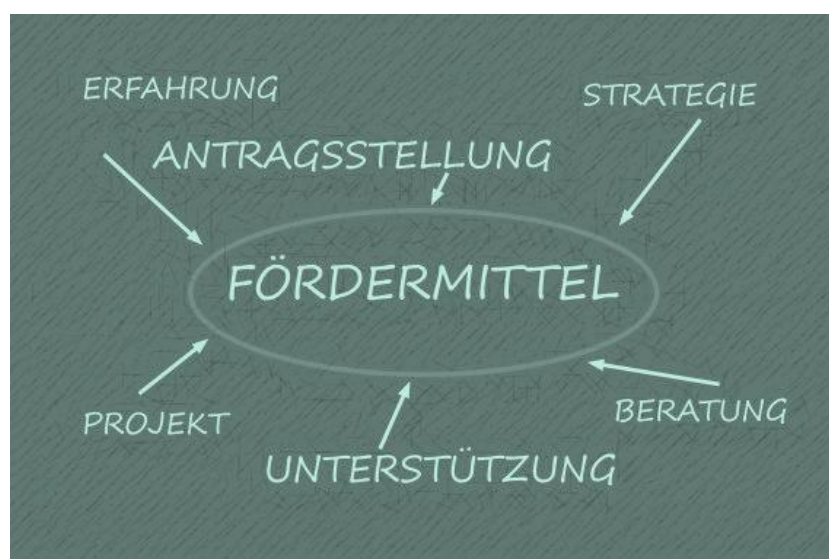 ERFAHRUNG
STRATEGIE
ANTRAGSSTELLUNG
FÖRDERMITTEL
PROJEKT
BERATUNG
UNTERSTÜTZUNG